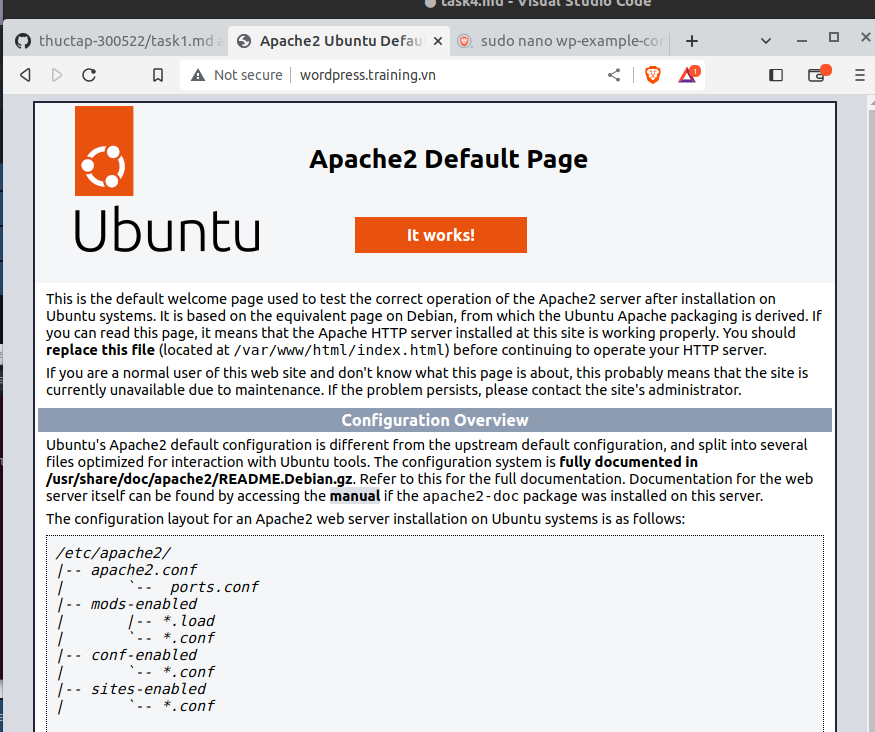 task4.md - Visual Studio Code
thuctap-300522/task1.md a
Apache2 Ubuntu Defau
sudo nano wp-example-con
Not secure
wordpress.training.vn
1
Apache2 Default Page
Ubuntu
It works!
This is the default welcome page used to test the correct operation of the Apache2 server after installation on
Ubuntu systems. It is based on the equivalent page on Debian, from which the Ubuntu Apache packaging is derived. If
you can read this page, it means that the Apache HTTP server installed at this site is working properly. You should
replace this file (located at /var/www/html/index.html) before continuing to operate your HTTP server.
If you are a normal user of this web site and don't know what this page is about, this probably means that the site is
currently unavailable due to maintenance. If the problem persists, please contact the site's administrator.
Configuration Overview
Ubuntu's Apache2 default configuration is different from the upstream default configuration, and split into several
files optimized for interaction with Ubuntu tools. The configuration system is fully documented in
/usr/share/doc/apache2/README.Debian.gz. Refer to this for the full documentation. Documentation for the web
server itself can be found by accessing the manual if the apache2-doc package was installed on this server.
The configuration layout for an Apache2 web server installation on Ubuntu systems is as follows:
/etc/apache2/
|-- apache2.conf
|       `--  ports.conf
|-- mods-enabled
|       |-- *.load
|       `-- *.conf
|-- conf-enabled
|       `-- *.conf
|-- sites-enabled
|       `-- *.conf